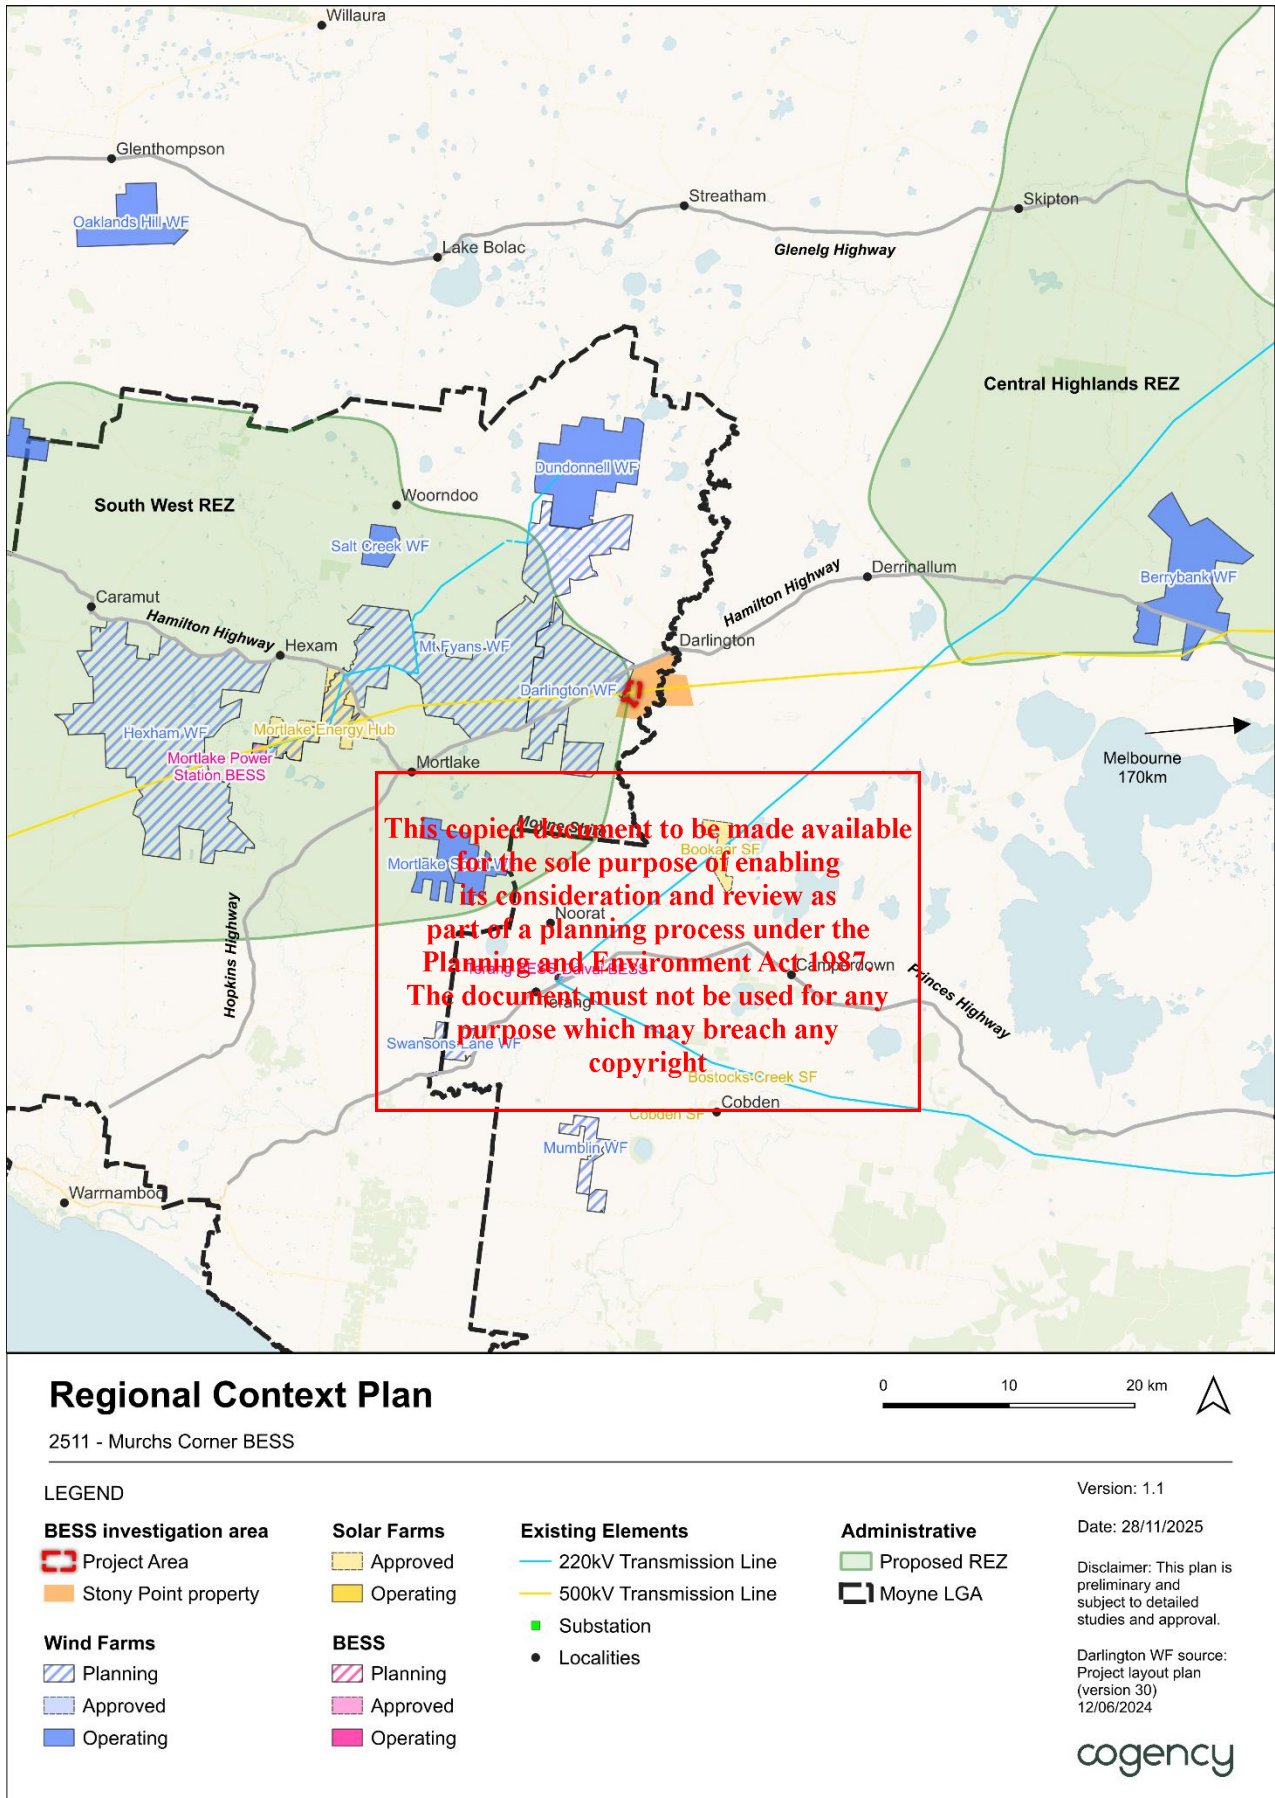 Willaura
Glenthompson
Oaklands Hill WF
Streatham
Skipton
Lake Bolac
Glenelg Highway
Central Highlands REZ
Dundonnell WF
South West REZ
Woorndoo
Salt Creek WF
Caramut
Hamilton Highway
Hexam
Mt Fyans WF
Hamilton Highway
Derrinallum
Berrybank WF
Darlington
Darlington WF
Hexham WF
Mortlake Energy Hub
Mortlake Power
Station BESS
Mortlake
Melbourne
170km
Moyne Shire
This copied document to be made available
for the sole purpose of enabling
its consideration and review as
part of a planning process under the
Planning and Environment Act 1987.
The document must not be used for any
purpose which may breach any
copyright
Bookaar SF
Mortlake South WF
Noorat
Terang BESS
BESS
Camperdown
Terang
Princes Highway
Hopkins Highway
Swansons Lane WF
Bostocks Creek SF
Cobden SF
Cobden
Mumblin WF
Warrnambool
Regional Context Plan
2511 - Murchs Corner BESS
0 10 20 km
LEGEND
BESS investigation area
Project Area
Stony Point property
Wind Farms
Planning
Approved
Operating
Solar Farms
Approved
Operating
BESS
Planning
Approved
Operating
Existing Elements
220kV Transmission Line
500kV Transmission Line
Substation
Localities
Administrative
Proposed REZ
Moyne LGA
Version: 1.1
Date: 28/11/2025
Disclaimer: This plan is
preliminary and
subject to detailed
studies and approval.
Darlington WF source:
Project layout plan
(version 30)
12/06/2024
cogency